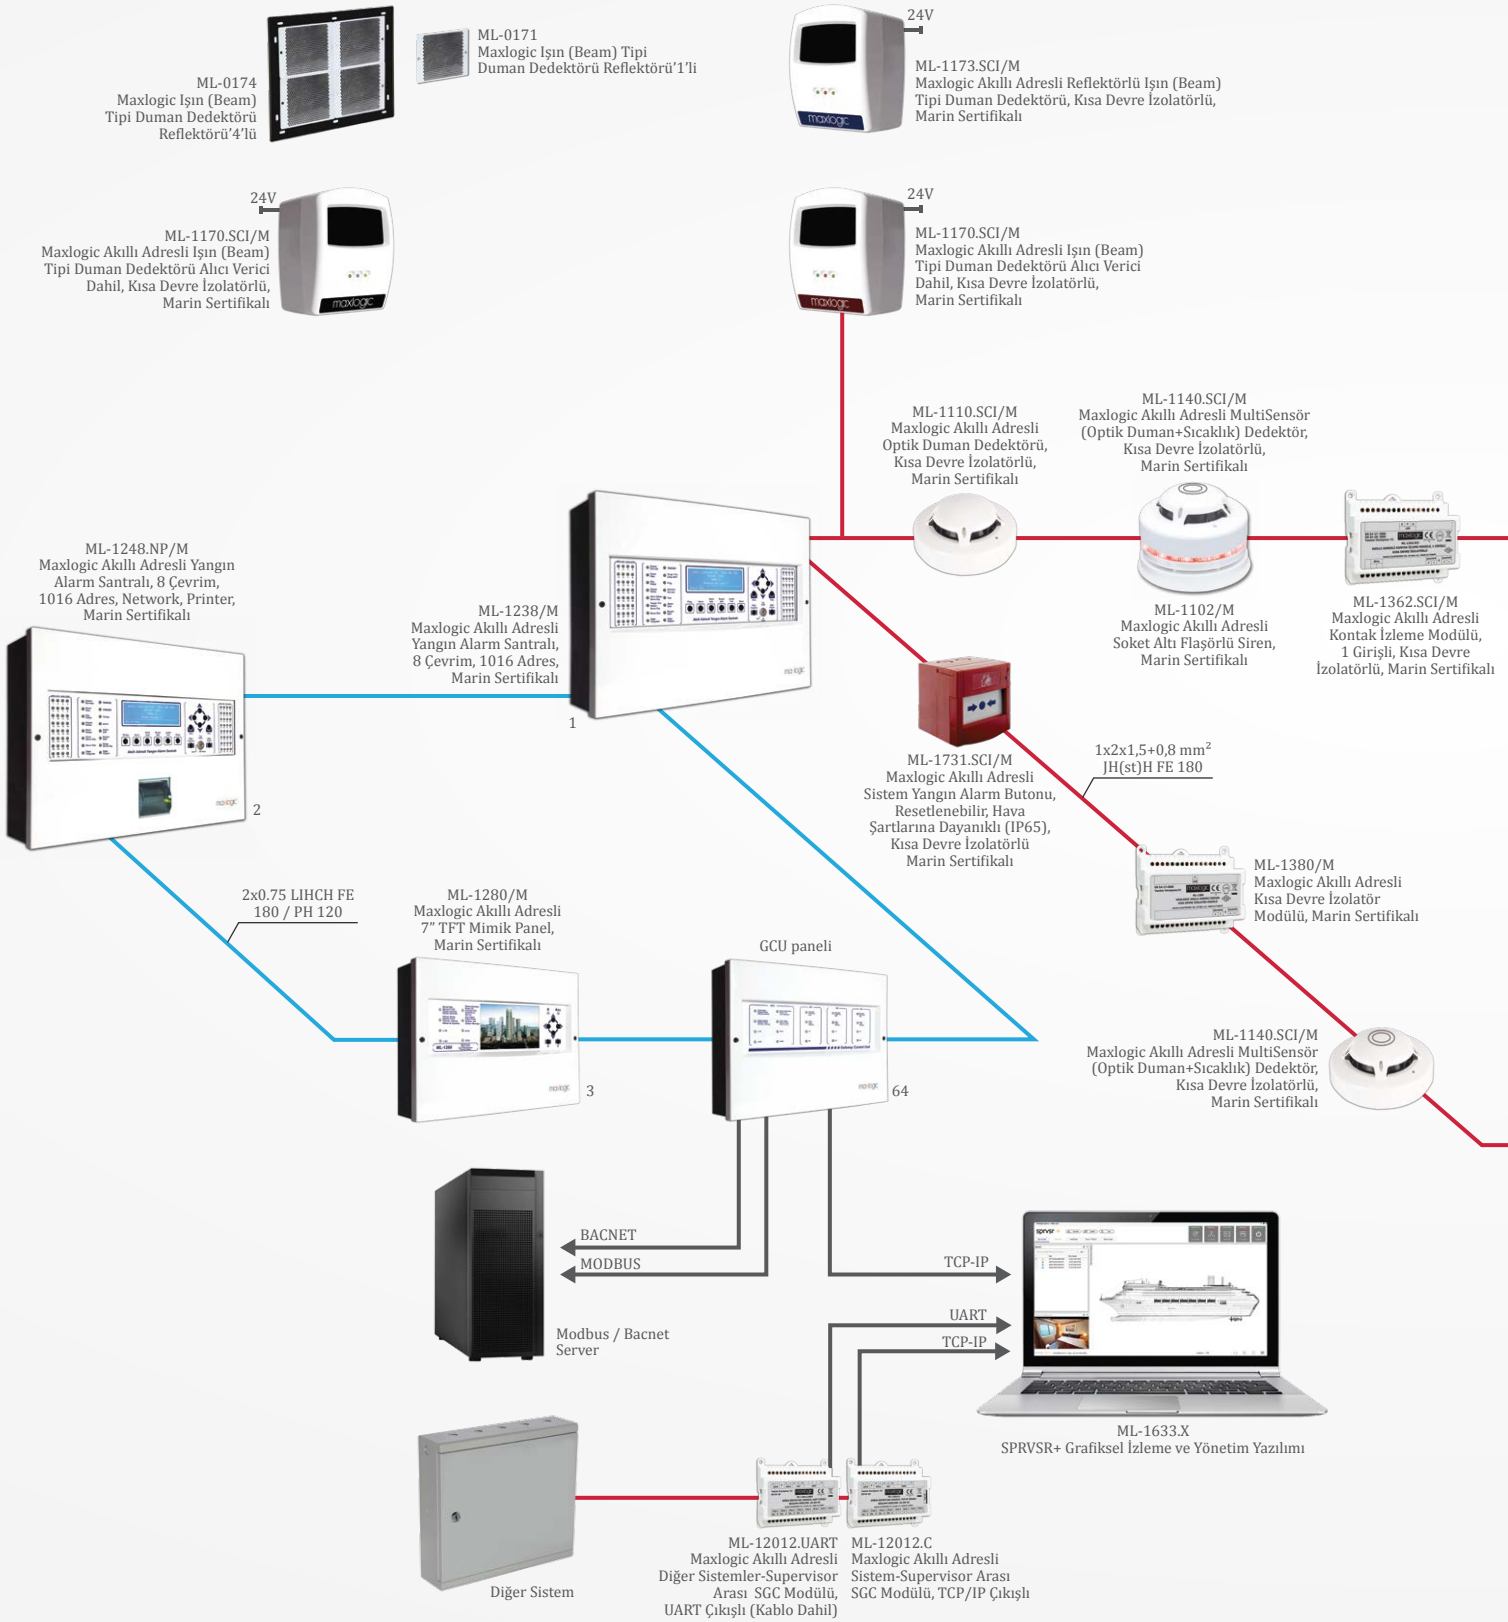 ML-0174
Maxlogic Işın (Beam)
Tipi Duman Dedektörü
Reflektörü'4'lü
ML-0171
Maxlogic Işın (Beam) Tipi
Duman Dedektörü Reflektörü'1'li
24V
ML-1173.SCI/M
Maxlogic Akıllı Adresli Reflektörlü Işın (Beam)
Tipi Duman Dedektörü, Kısa Devre İzolatörlü,
Marin Sertifikalı
maxlogic
24V
ML-1170.SCI/M
Maxlogic Akıllı Adresli Işın (Beam)
Tipi Duman Dedektörü Alıcı Verici
Dahil, Kısa Devre İzolatörlü,
Marin Sertifikalı
maxlogic
24V
ML-1170.SCI/M
Maxlogic Akıllı Adresli Işın (Beam)
Tipi Duman Dedektörü Alıcı Verici
Dahil, Kısa Devre İzolatörlü,
Marin Sertifikalı
maxlogic
ML-1110.SCI/M
Maxlogic Akıllı Adresli
Optik Duman Dedektörü,
Kısa Devre İzolatörlü,
Marin Sertifikalı
ML-1140.SCI/M
Maxlogic Akıllı Adresli MultiSensör
(Optik Duman+Sıcaklık) Dedektör,
Kısa Devre İzolatörlü,
Marin Sertifikalı
ML-1102/M
Maxlogic Akıllı Adresli
Soket Altı Flaşörlü Siren,
Marin Sertifikalı
maxlogic
ML-1362.SCI/M
Maxlogic Akıllı Adresli
Kontak İzleme Modülü,
1 Girişli, Kısa Devre
İzolatörlü, Marin Sertifikalı
ML-1248.NP/M
Maxlogic Akıllı Adresli Yangın
Alarm Santralı, 8 Çevrim,
1016 Adres, Network, Printer,
Marin Sertifikalı
maxlogic
2
ML-1238/M
Maxlogic Akıllı Adresli
Yangın Alarm Santralı,
8 Çevrim, 1016 Adres,
Marin Sertifikalı
maxlogic
1
ML-1731.SCI/M
Maxlogic Akıllı Adresli
Sistem Yangın Alarm Butonu,
Resetlenebilir, Hava
Şartlarına Dayanıklı (IP65),
Kısa Devre İzolatörlü
Marin Sertifikalı
1x2x1,5+0,8 mm²
JH(st)H FE 180
maxlogic
ML-1380/M
Maxlogic Akıllı Adresli
Kısa Devre İzolatör
Modülü, Marin Sertifikalı
2x0.75 LIHCH FE
180 / PH 120
ML-1280/M
Maxlogic Akıllı Adresli
7" TFT Mimik Panel,
Marin Sertifikalı
ML-1280
maxlogic
3
GCU paneli
maxlogic
64
ML-1140.SCI/M
Maxlogic Akıllı Adresli MultiSensör
(Optik Duman+Sıcaklık) Dedektör,
Kısa Devre İzolatörlü,
Marin Sertifikalı
BACNET
MODBUS
Modbus / Bacnet
Server
TCP-IP
UART
TCP-IP
sprvsr
ML-1633.X
SPRVSR+ Grafiksel İzleme ve Yönetim Yazılımı
Diğer Sistem
maxlogic
maxlogic
ML-12012.UART
Maxlogic Akıllı Adresli
Diğer Sistemler-Supervisor
Arası SGC Modülü,
UART Çıkışlı (Kablo Dahil)
ML-12012.C
Maxlogic Akıllı Adresli
Sistem-Supervisor Arası
SGC Modülü, TCP/IP Çıkışlı